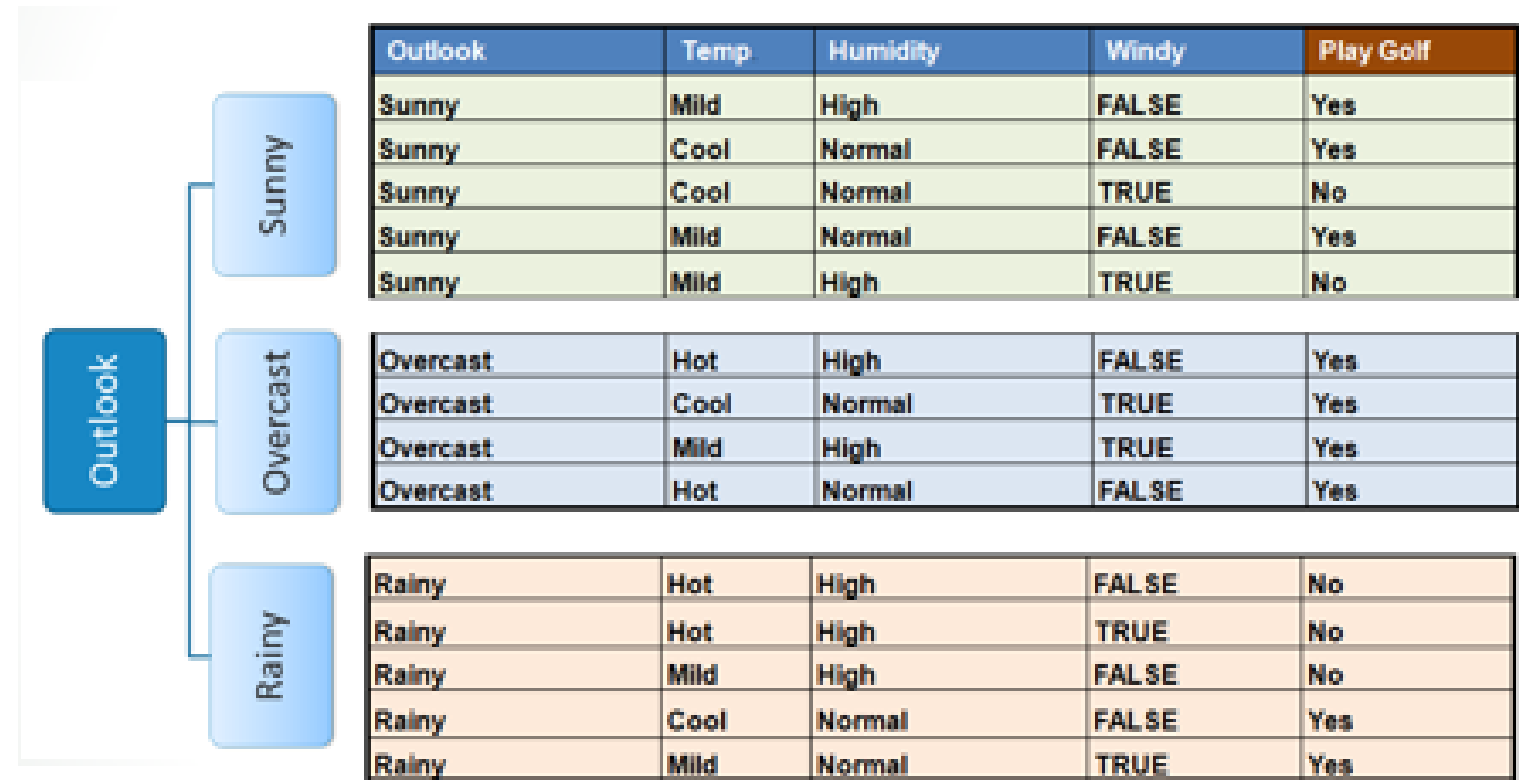 Outlook Temp Humidity Windy Play Golf
Sunny Mild High FALSE Yes
Sunny Cool Normal FALSE Yes
Sunny Cool Normal TRUE No
Sunny Mild Normal FALSE Yes
Sunny Mild High TRUE No
Sunny
Overcast Hot High FALSE Yes
Overcast Cool Normal TRUE Yes
Overcast Mild High TRUE Yes
Overcast Hot Normal FALSE Yes
Outlook
Overcast
Rainy Hot High FALSE No
Rainy Hot High TRUE No
Rainy Mild High FALSE No
Rainy Cool Normal FALSE Yes
Rainy Mild Normal TRUE Yes
Rainy